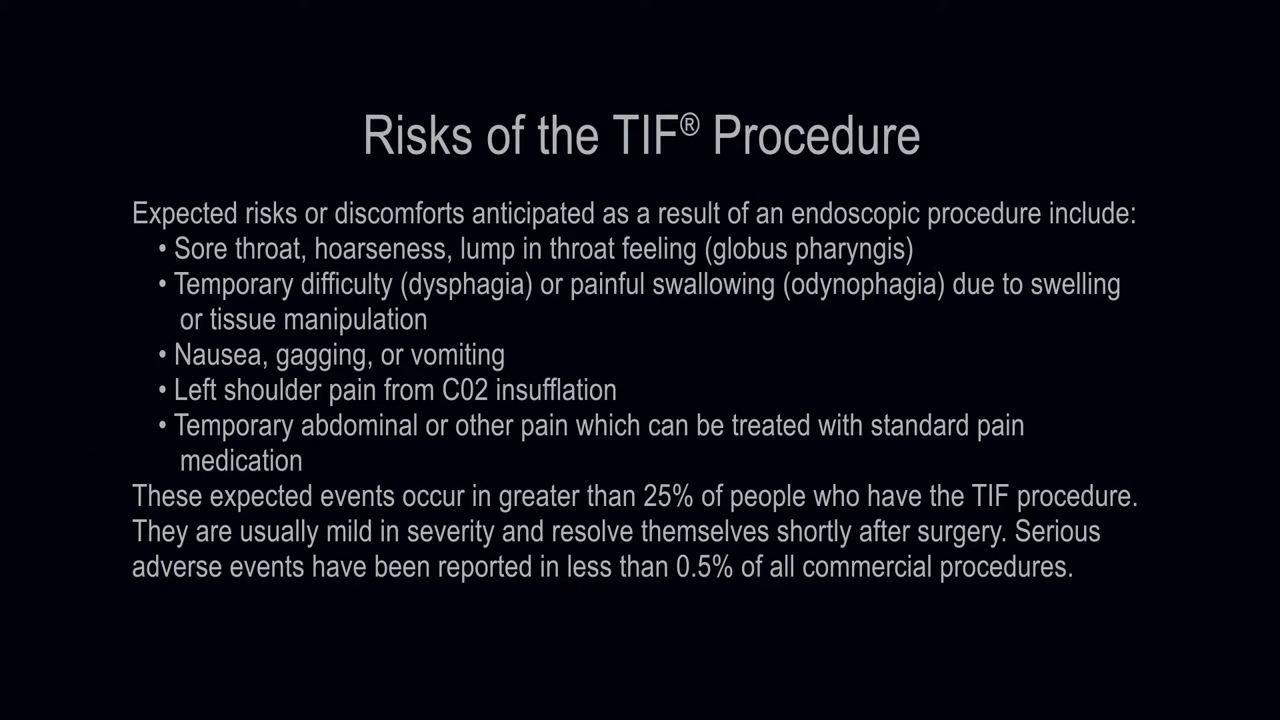 Risks of the TIF® Procedure
Expected risks or discomforts anticipated as a result of an endoscopic procedure include:
• Sore throat, hoarseness, lump in throat feeling (globus pharyngis)
• Temporary difficulty (dysphagia) or painful swallowing (odynophagia) due to swelling
or tissue manipulation
• Nausea, gagging, or vomiting
• Left shoulder pain from C02 insufflation
• Temporary abdominal or other pain which can be treated with standard pain
medication
These expected events occur in greater than 25% of people who have the TIF procedure.
They are usually mild in severity and resolve themselves shortly after surgery. Serious
adverse events have been reported in less than 0.5% of all commercial procedures.